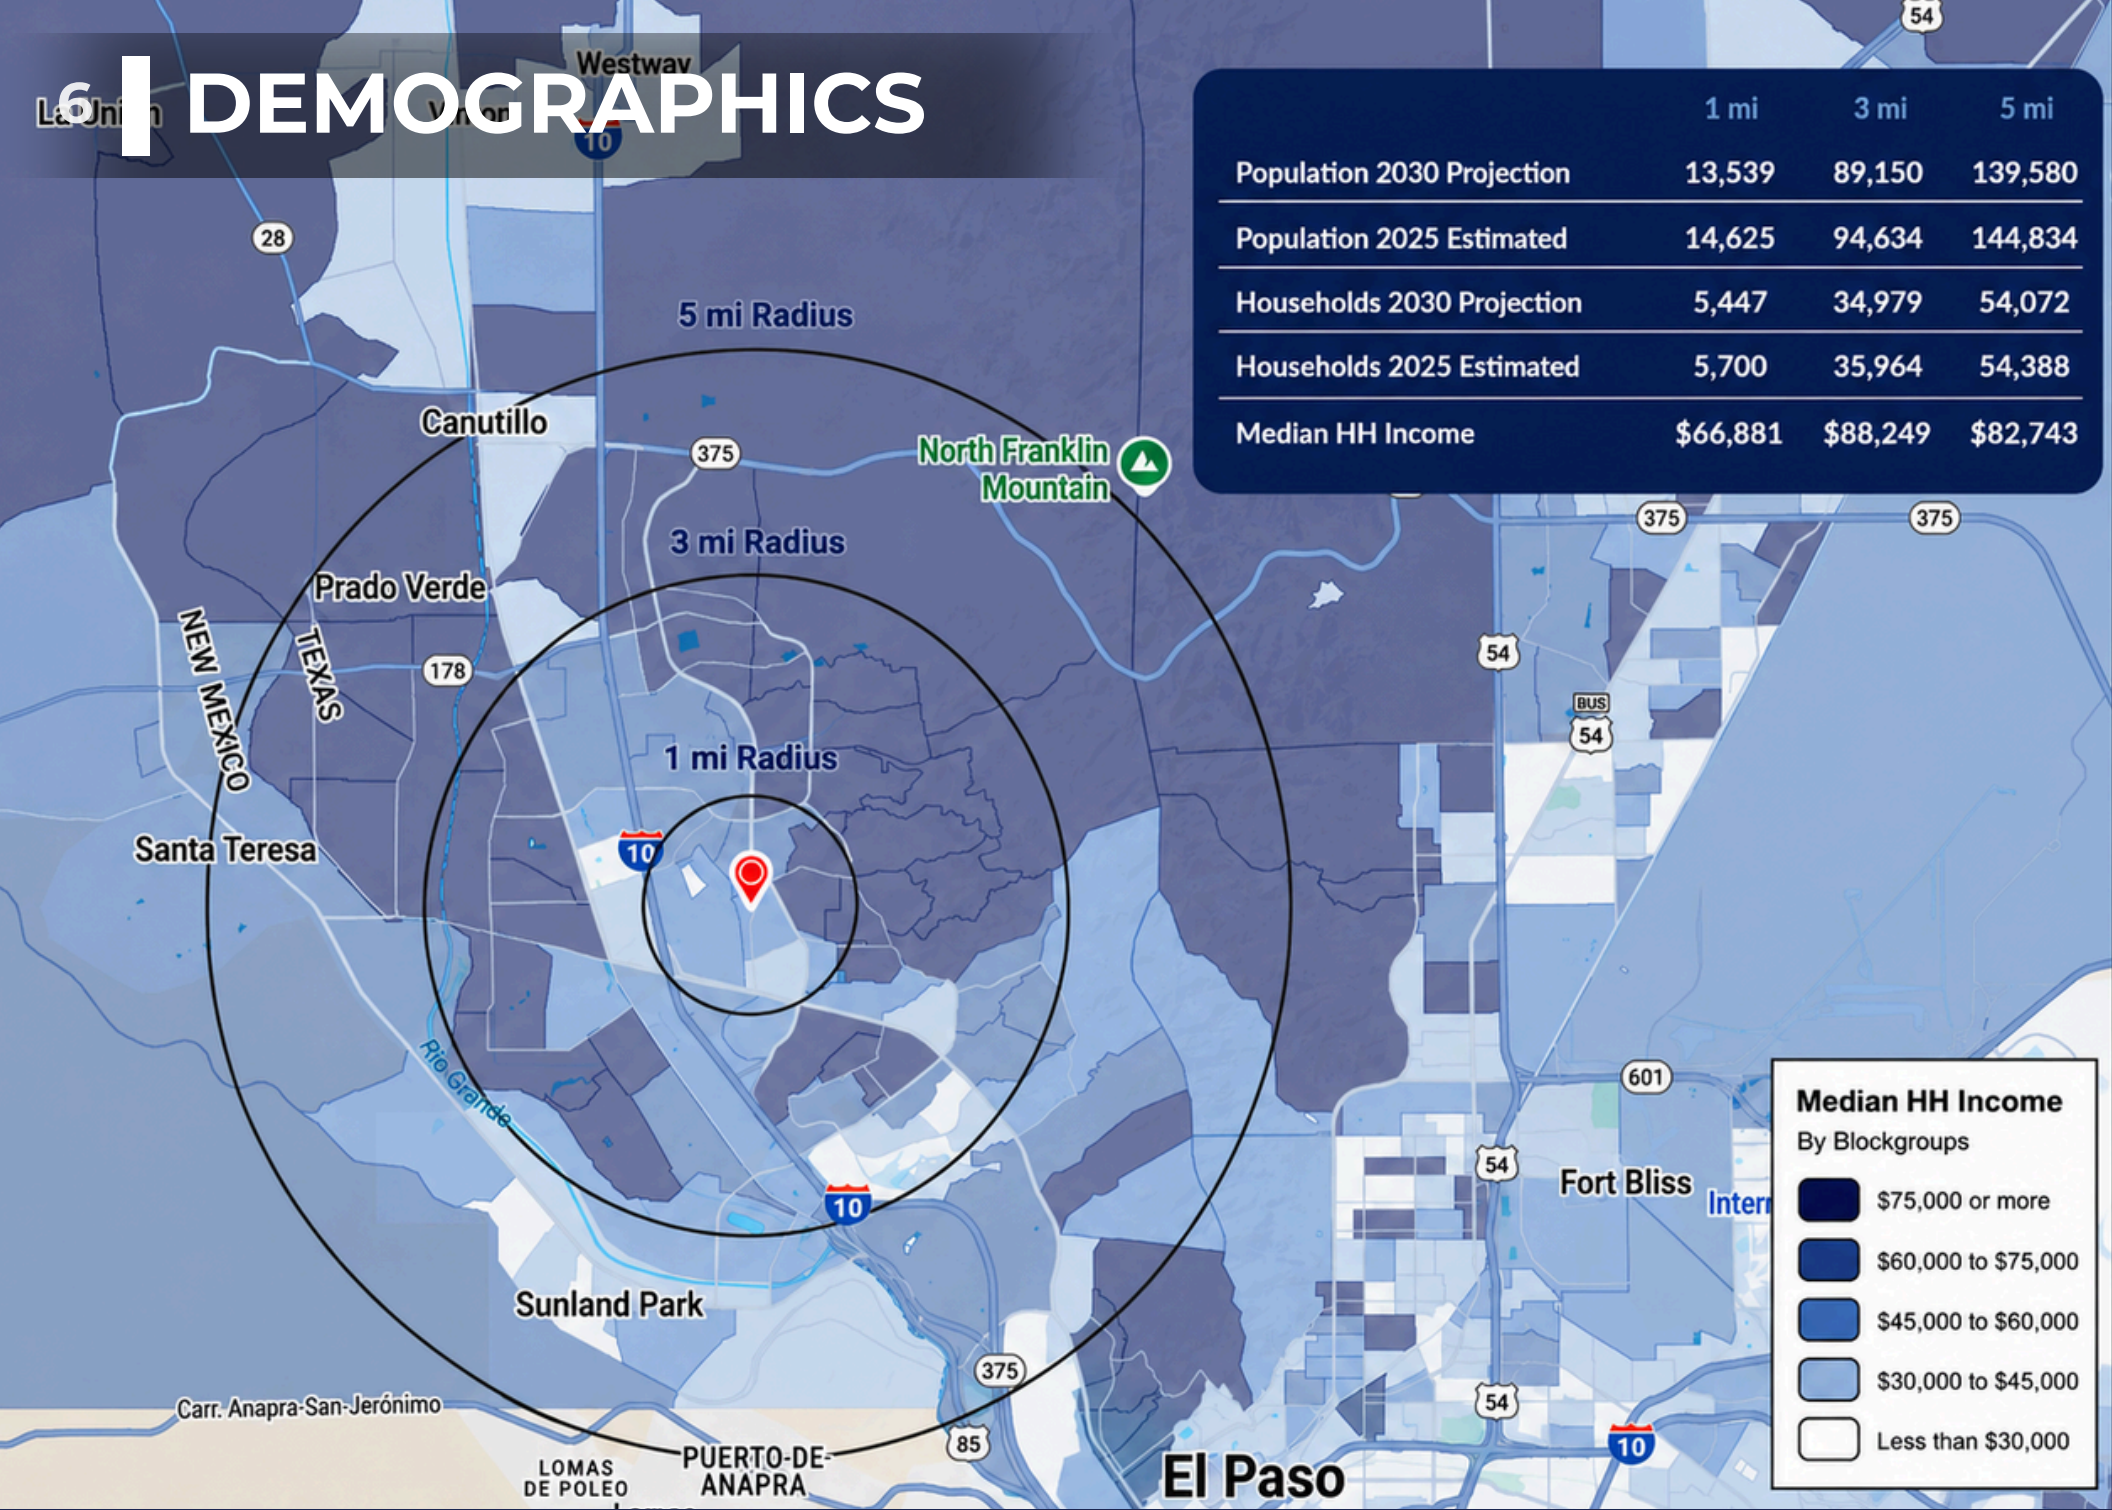 54
Westway
6 DEMOGRAPHICS
La Union
Vinton
10
1 mi 3 mi 5 mi
Population 2030 Projection 13,539 89,150 139,580
Population 2025 Estimated 14,625 94,634 144,834
Households 2030 Projection 5,447 34,979 54,072
Households 2025 Estimated 5,700 35,964 54,388
Median HH Income $66,881 $88,249 $82,743
28
5 mi Radius
Canutillo
375
North Franklin
Mountain
375
375
3 mi Radius
Prado Verde
NEW MEXICO
TEXAS
178
54
BUS
54
1 mi Radius
10
Santa Teresa
Rio Grande
601
54
Fort Bliss
Intern
10
Sunland Park
375
54
Carr. Anapra-San-Jerónimo
85
10
LOMAS
DE POLEO
PUERTO-DE-
ANAPRA
El Paso
Median HH Income
By Blockgroups
$75,000 or more
$60,000 to $75,000
$45,000 to $60,000
$30,000 to $45,000
Less than $30,000